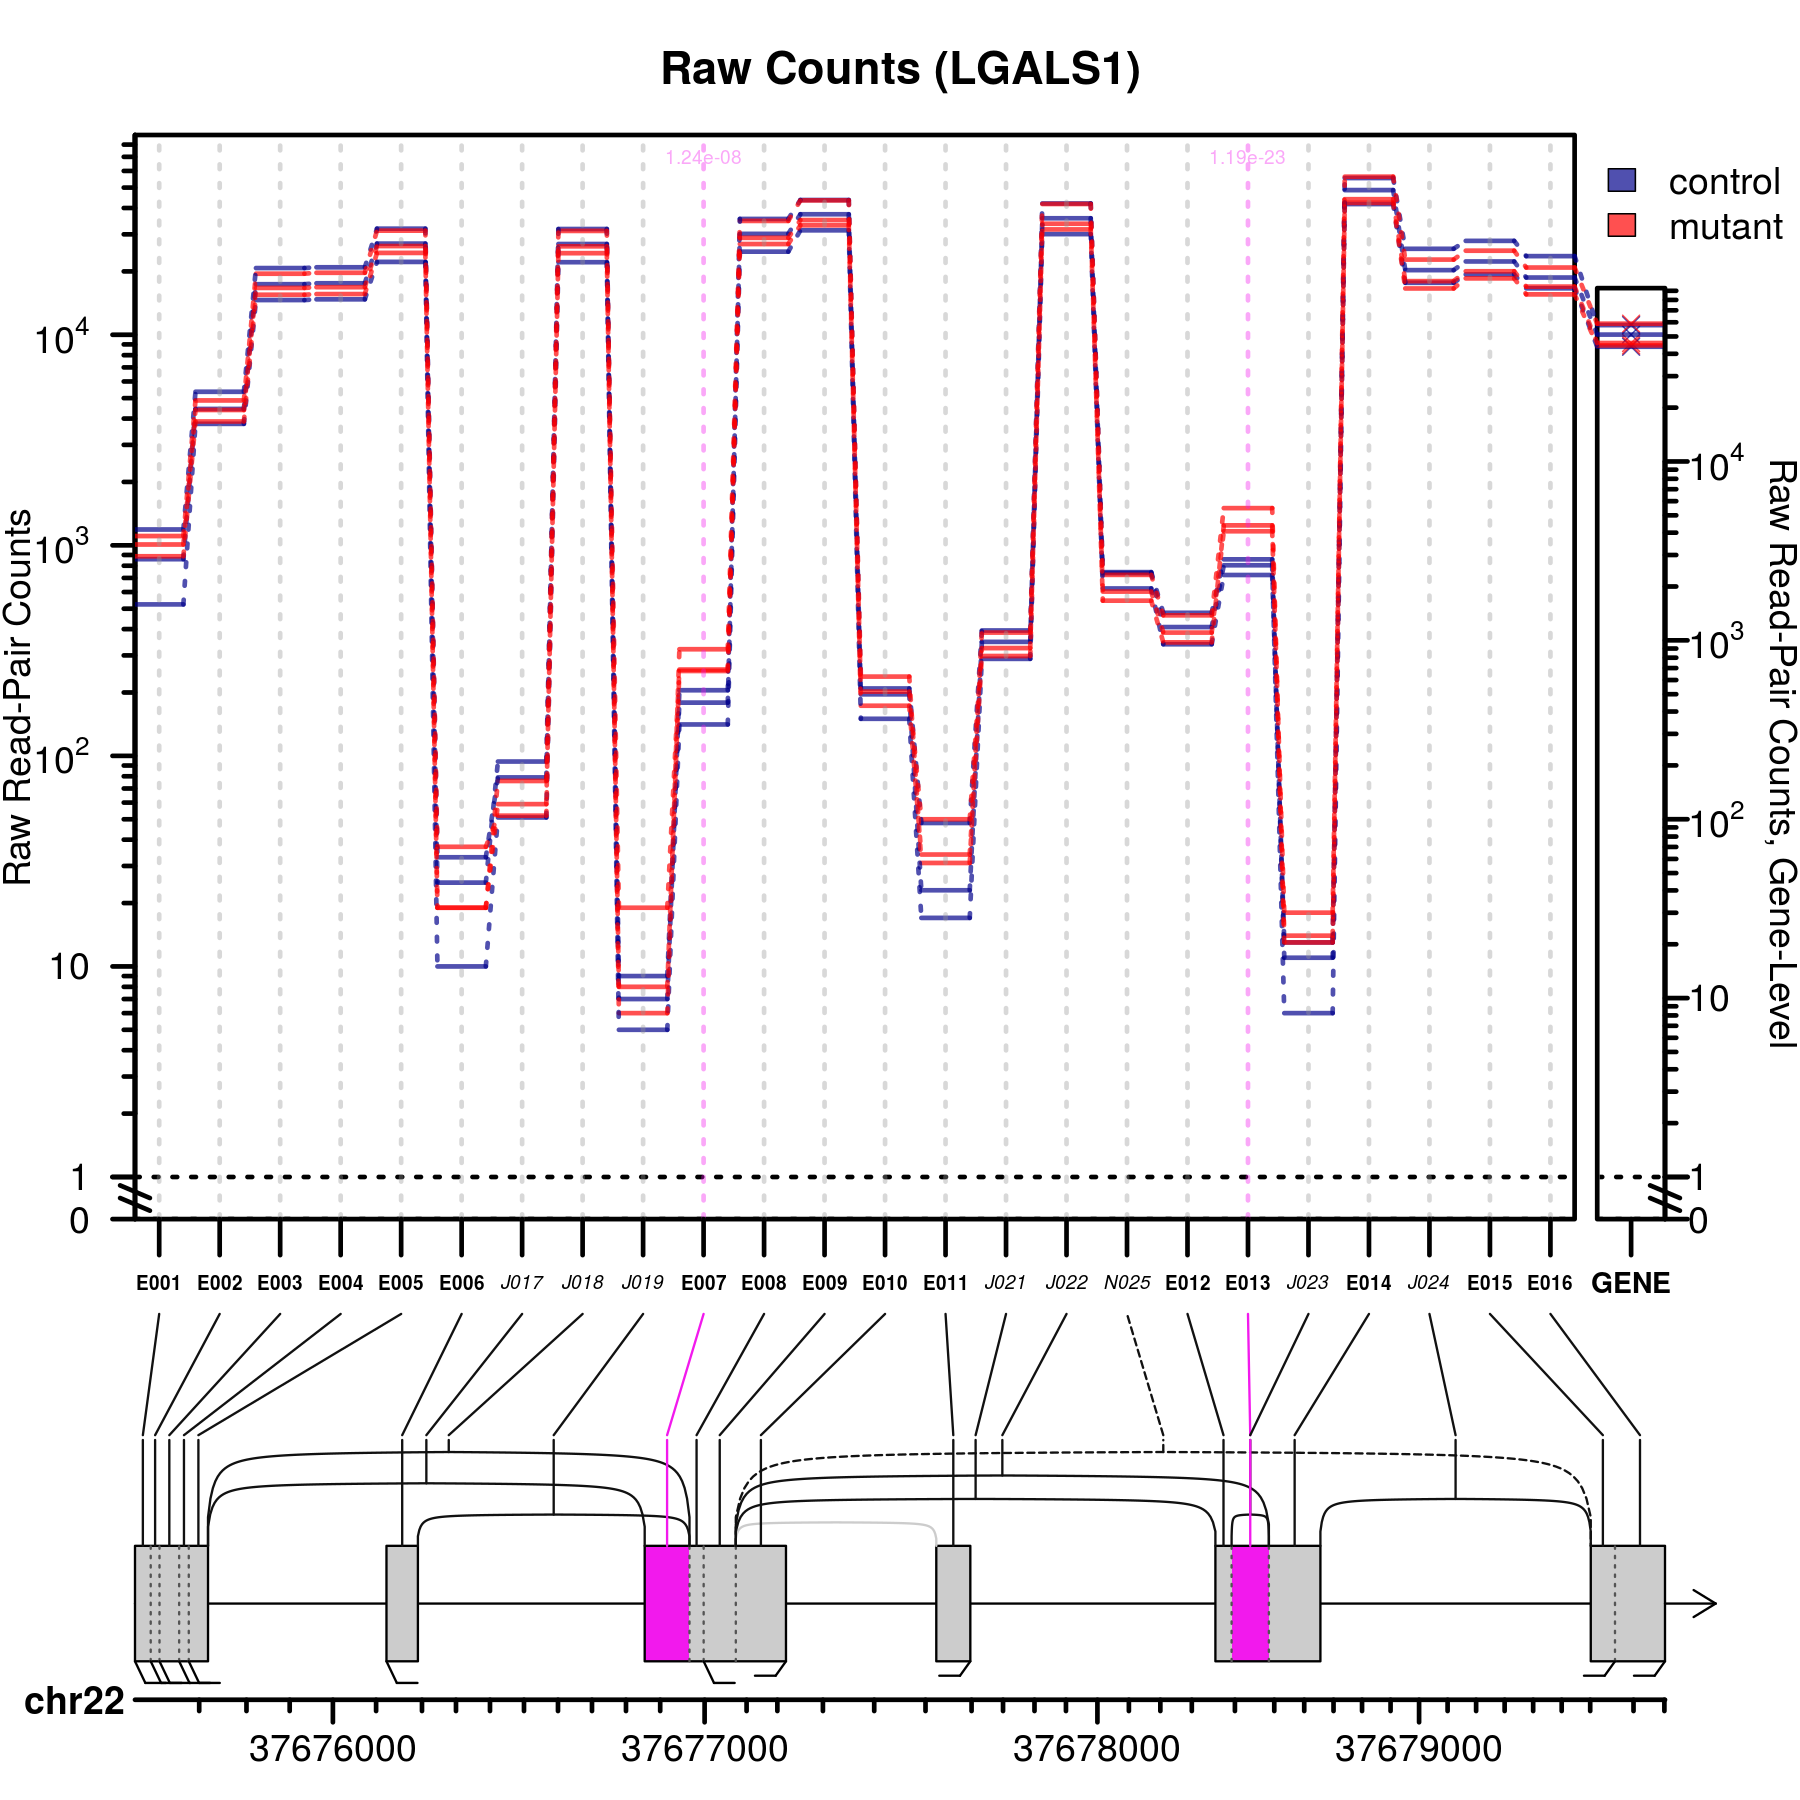 Raw Counts (LGALS1)
1.24e-08 1.19e-23
control
mutant
Raw Read-Pair Counts
10^4
10^3
10^2
10
1
0
10^4
10^3
10^2
10
1
0
Raw Read-Pair Counts, Gene-Level
E001 E002 E003 E004 E005 E006 J017 J018 J019 E007 E008 E009 E010 E011 J021 J022 N025 E012 E013 J023 E014 J024 E015 E016 GENE
chr22
37676000 37677000 37678000 37679000